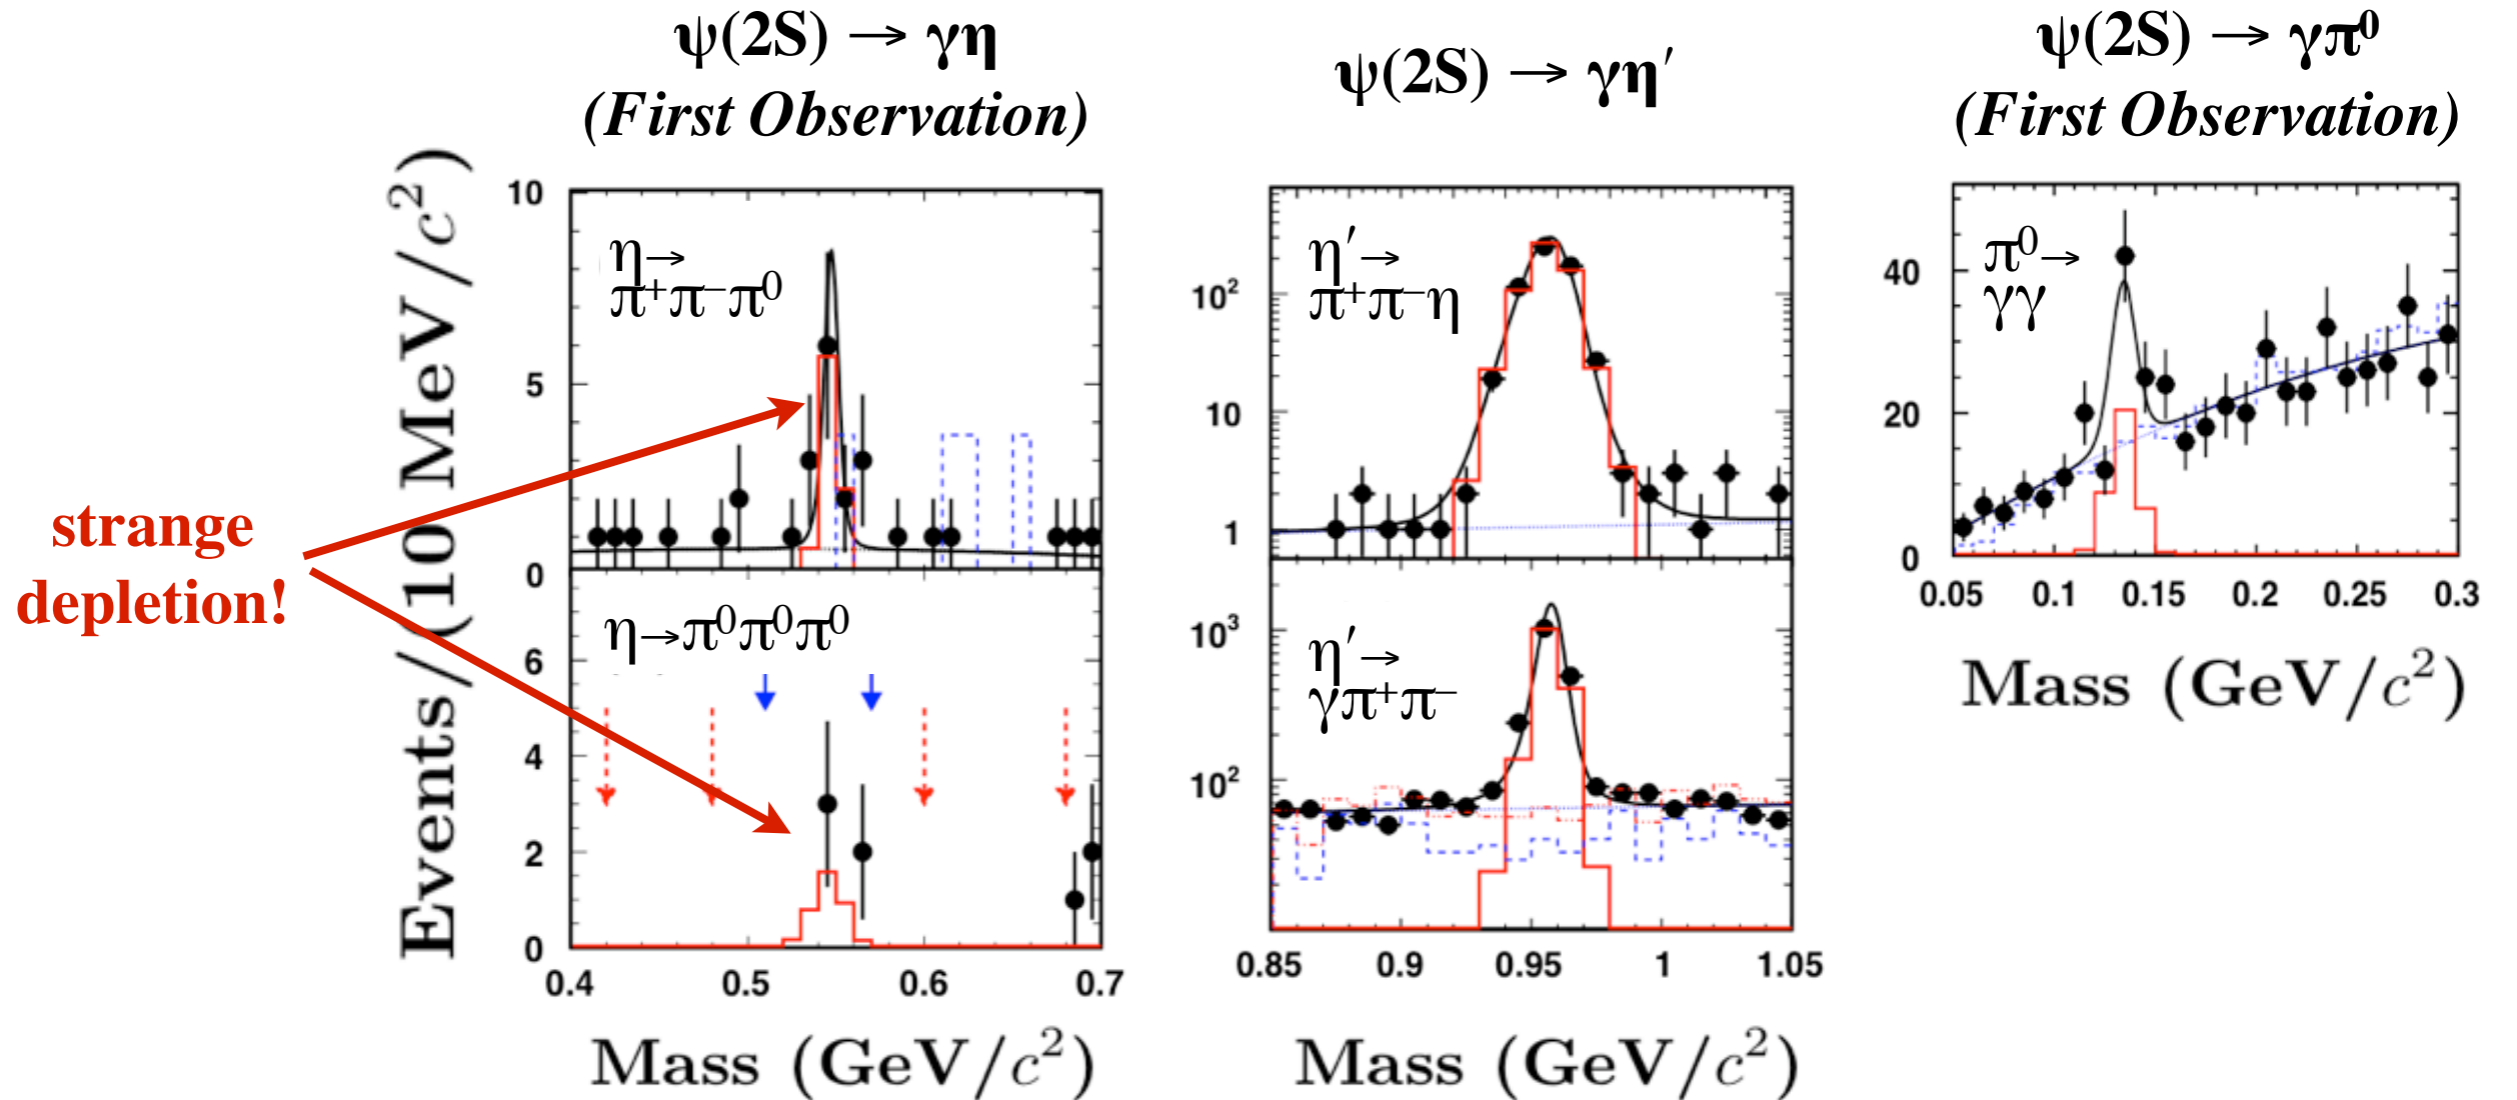 ψ(2S) → γη
(First Observation)
ψ(2S) → γη′
ψ(2S) → γπ⁰
(First Observation)
Events/(10 MeV/c²)
strange
depletion!
η→
π⁺π⁻π⁰
10
5
0
η→π⁰π⁰π⁰
6
4
2
0
0.4 0.5 0.6 0.7
Mass (GeV/c²)
η′→
π⁺π⁻η
10²
10
1
η′→
γπ⁺π⁻
10³
10²
0.85 0.9 0.95 1 1.05
Mass (GeV/c²)
π⁰→
γγ
40
20
0
0.05 0.1 0.15 0.2 0.25 0.3
Mass (GeV/c²)